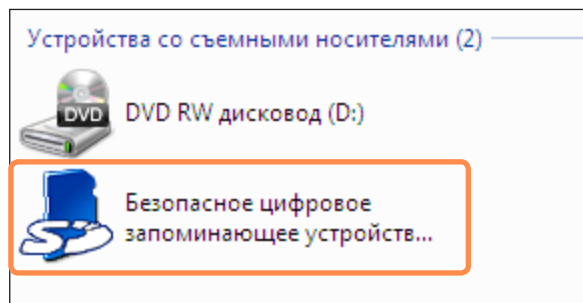 Устройства со съемными носителями (2)
DVD
DVD RW дисковод (D:)
Безопасное цифровое
запоминающее устройств...
SD